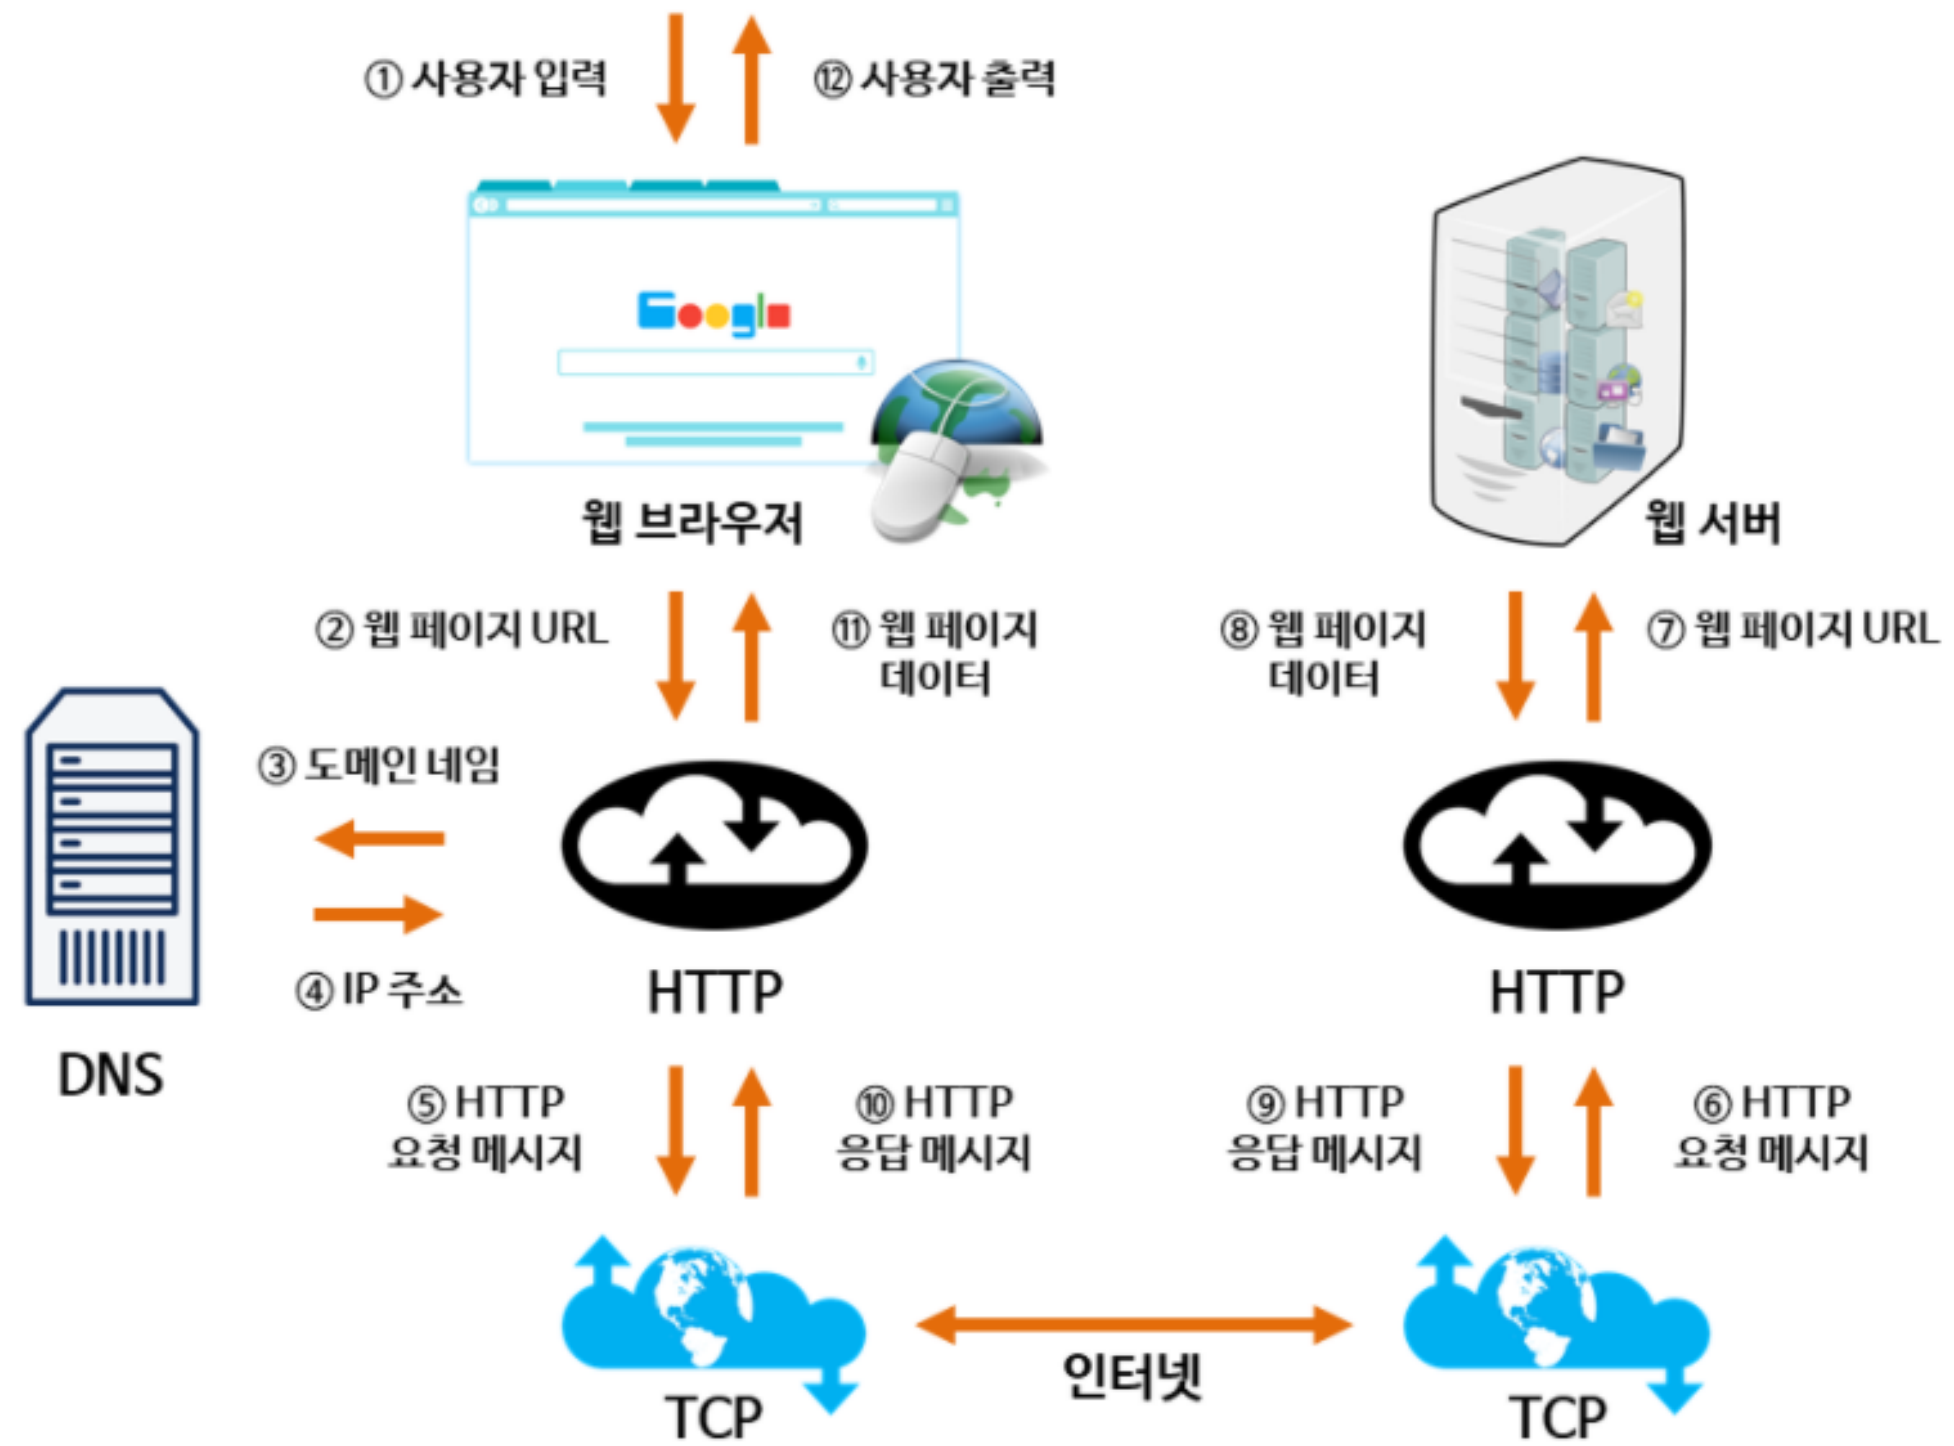 ① 사용자 입력
⑫ 사용자 출력
Google
웹 브라우저
웹 서버
② 웹 페이지 URL
⑪ 웹 페이지
데이터
⑧ 웹 페이지
데이터
⑦ 웹 페이지 URL
③ 도메인 네임
④ IP 주소
DNS
HTTP
HTTP
⑤ HTTP
요청 메시지
⑩ HTTP
응답 메시지
⑨ HTTP
응답 메시지
⑥ HTTP
요청 메시지
인터넷
TCP
TCP